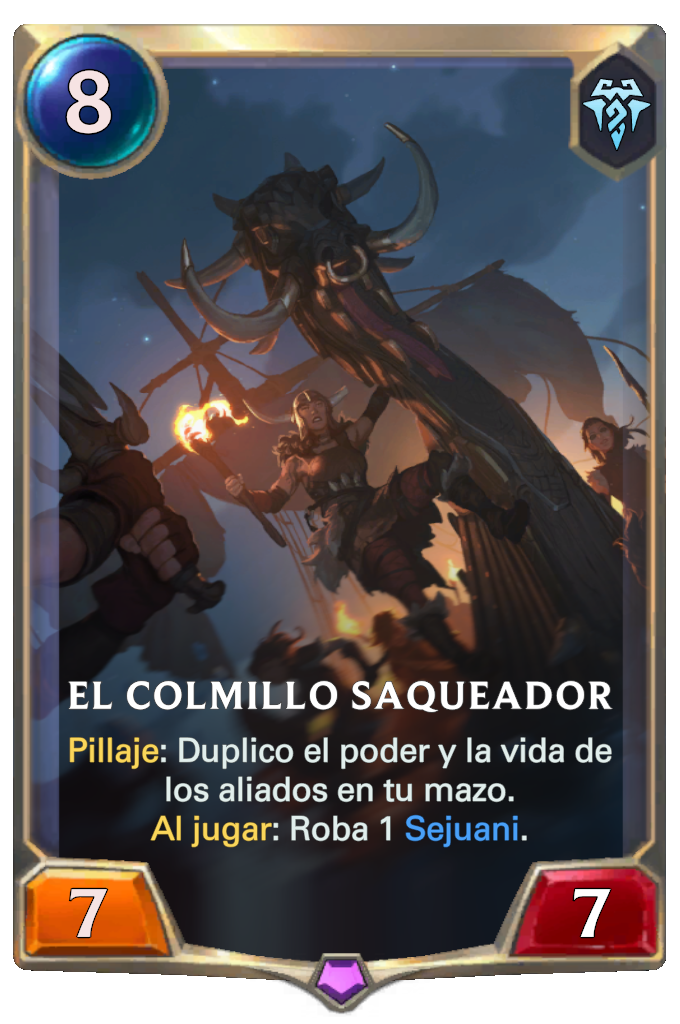 8
EL COLMILLO SAQUEADOR
Pillaje: Duplico el poder y la vida de
los aliados en tu mazo.
Al jugar: Roba 1 Sejuani.
7 7